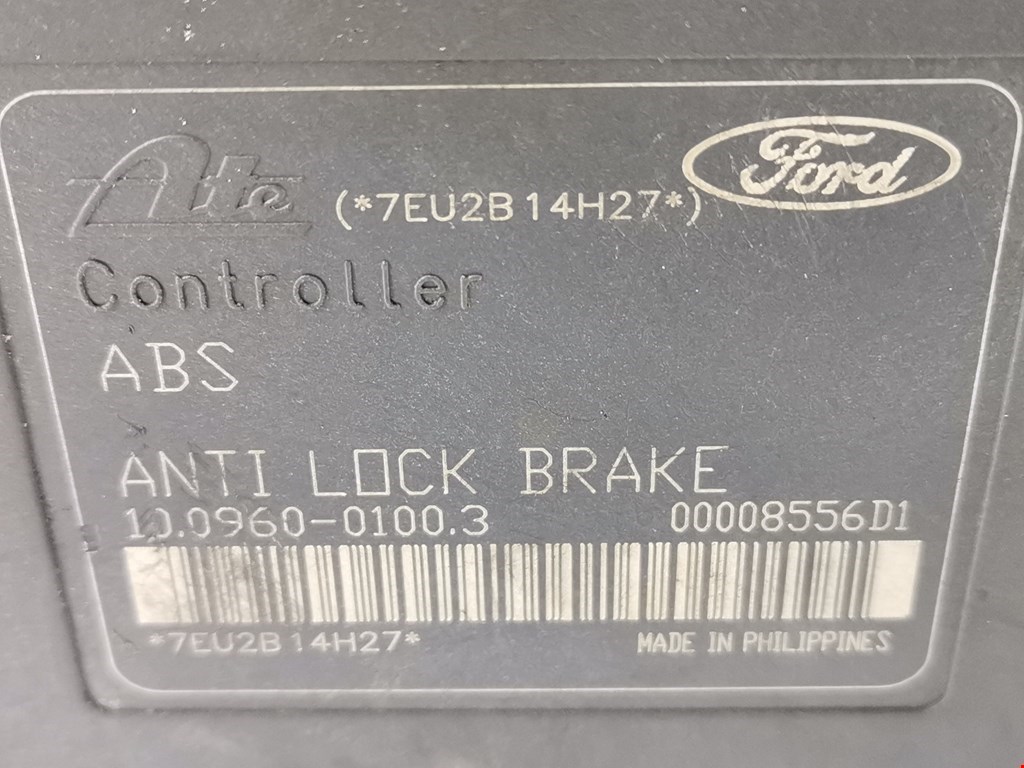 Ate
(*7EU2B14H27*)
Ford
Controller
ABS
ANTI LOCK BRAKE
10.0960-0100.3
00008556D1
*7EU2B14H27*
MADE IN PHILIPPINES